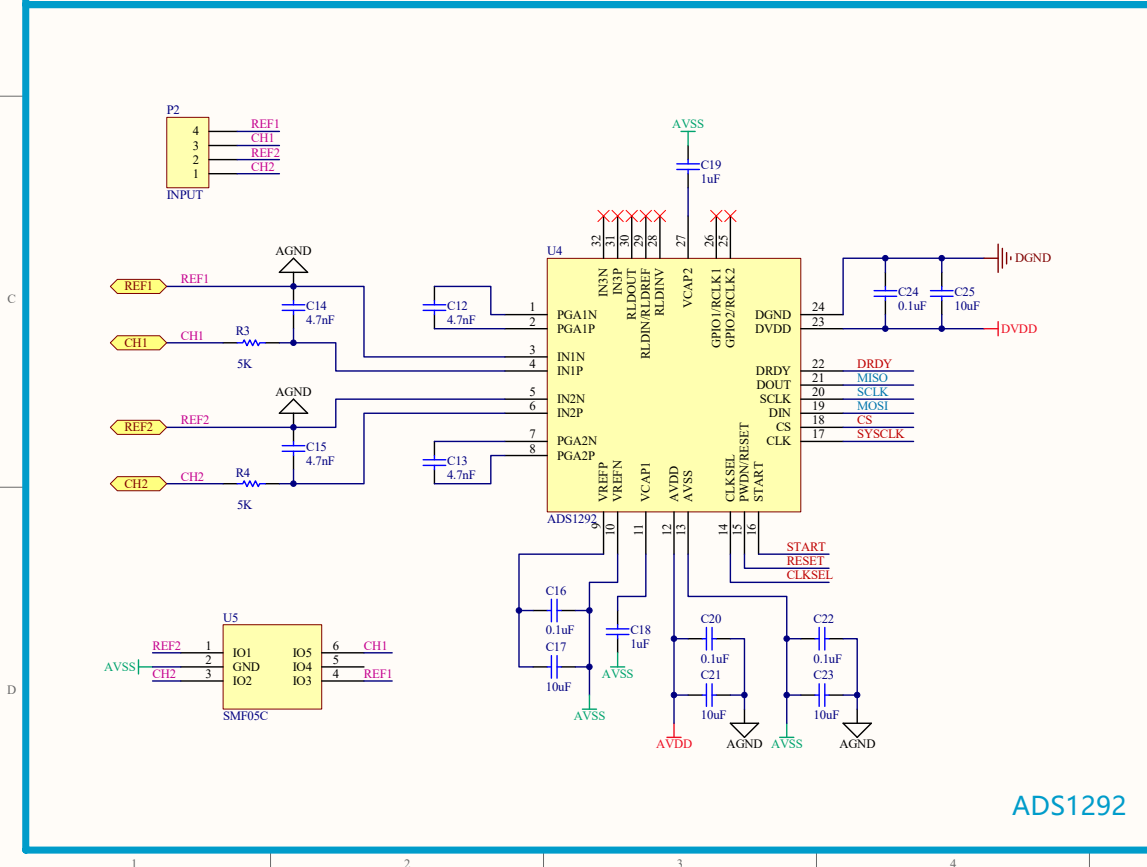 P2
4 REF1
3 CH1
2 REF2
1 CH2
INPUT
AVSS
C19
1uF
U4
32 31 30 29 28 27 26 25
IN3N
IN3P
RLDOUT
RLDIN/RLDREF
RLDINV
VCAP2
GPIO1/RCLK1
GPIO2/RCLK2
AGND
REF1 REF1
C14
4.7nF
CH1 CH1
R3
5K
AGND
REF2 REF2
C15
4.7nF
CH2 CH2
R4
5K
C12
4.7nF
C13
4.7nF
1 PGA1N
2 PGA1P
3 IN1N
4 IN1P
5 IN2N
6 IN2P
7 PGA2N
8 PGA2P
DGND 24
DVDD 23
DRDY 22 DRDY
DOUT 21 MISO
SCLK 20 SCLK
DIN 19 MOSI
CS 18 CS
CLK 17 SYSCLK
C24
0.1uF
C25
10uF
DGND
DVDD
VREFP
VREFN
VCAP1
AVDD
AVSS
CLKSEL
PWDN/RESET
START
ADS1292
9 10 11 12 13 14 15 16
START
RESET
CLKSEL
C16
0.1uF
C17
10uF
AVSS
C18
1uF
AVSS
C20
0.1uF
C21
10uF
AVDD
AGND
C22
0.1uF
C23
10uF
AVSS
AGND
U5
REF2 1 IO1 IO5 6 CH1
AVSS 2 GND IO4 5
CH2 3 IO2 IO3 4 REF1
SMF05C
ADS1292
C
D
1 2 3 4